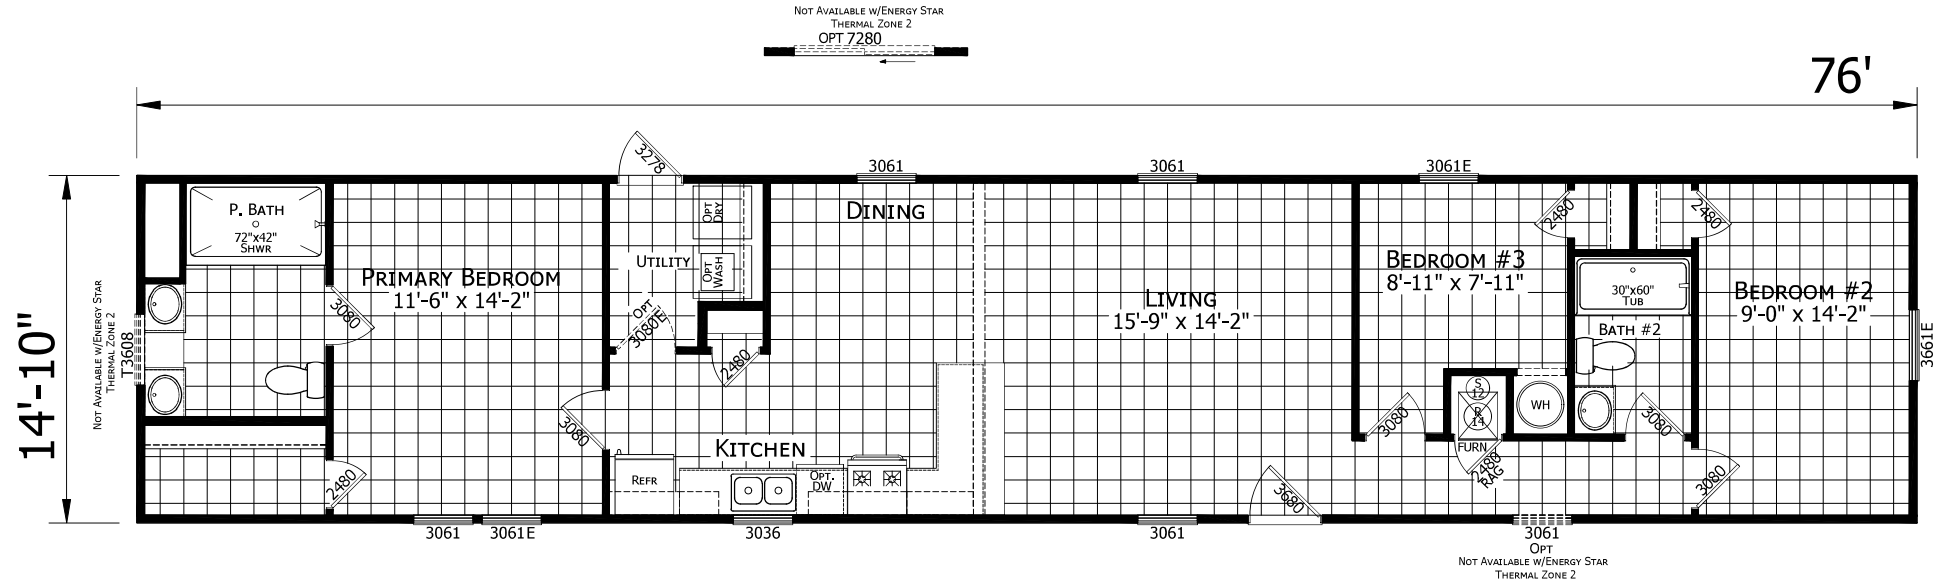 Not Available w/Energy Star
Thermal Zone 2
OPT 7280
76'
14'-10"
Not Available w/Energy Star
Thermal Zone 2
T3608
3278
3061
3061
3061E
P. Bath
72"x42"
Shwr
3080
2480
Primary Bedroom
11'-6" x 14'-2"
3080
Opt
Dry
Utility
Opt
Wash
OPT
3080E
2480
Dining
Kitchen
Refr
Opt.
DW
Living
15'-9" x 14'-2"
Bedroom #3
8'-11" x 7'-11"
2480
2480
30"x60"
Tub
Bath #2
Bedroom #2
9'-0" x 14'-2"
3661E
3080
S
12
R
14
FURN
2480
RAG
WH
3080
3080
3680
3061
3061E
3036
3061
3061
Opt
Not Available w/Energy Star
Thermal Zone 2